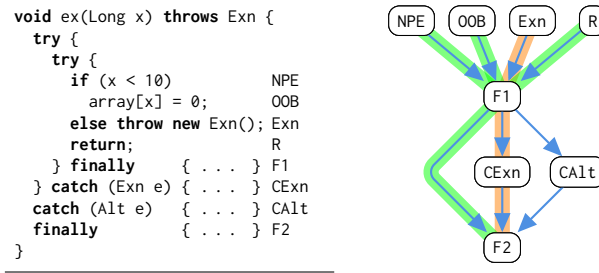 void ex(Long x) throws Exn {
try {
try {
if (x < 10) NPE
array[x] = 0; OOB
else throw new Exn(); Exn
return; R
} finally { ... } F1
} catch (Exn e) { ... } CExn
catch (Alt e) { ... } CAlt
finally { ... } F2
}
NPE OOB Exn R
F1
CExn CAlt
F2